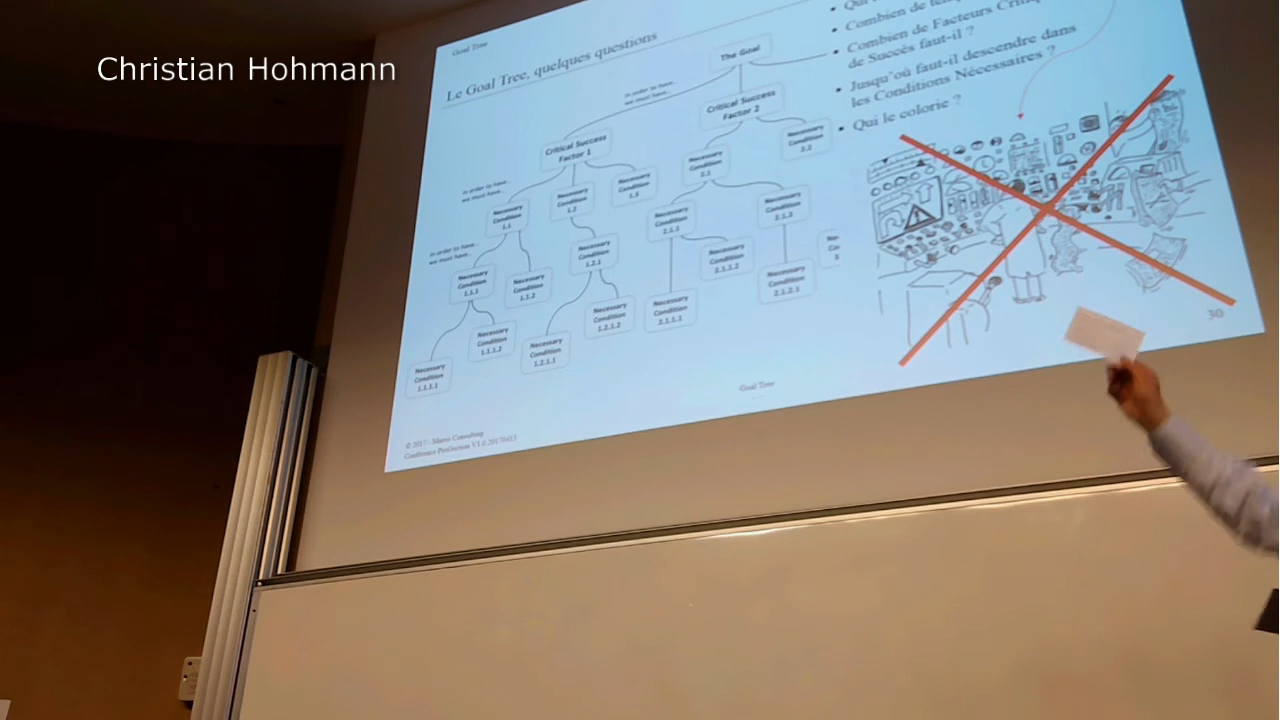 Christian Hohmann
Goal Tree
Le Goal Tree, quelques questions
The Goal
in order to have...
we must have...
Critical Success
Factor 1
Critical Success
Factor 2
in order to have...
we must have...
Necessary
Condition
1.1
Necessary
Condition
1.2
Necessary
Condition
1.3
Necessary
Condition
2.1
Necessary
Condition
2.2
in order to have...
we must have...
Necessary
Condition
1.1.1
Necessary
Condition
1.1.2
Necessary
Condition
1.2.1
Necessary
Condition
2.1.1
Necessary
Condition
2.1.2
Necessary
Condition
1.1.1.1
Necessary
Condition
1.1.1.2
Necessary
Condition
1.2.1.1
Necessary
Condition
1.2.1.2
Necessary
Condition
2.1.1.1
Necessary
Condition
2.1.1.2
Necessary
Condition
2.1.2.1
• Combien de
• Combien de Facteurs
de Succès faut-il ?
• Jusqu'où faut-il descendre dans
les Conditions Nécessaires ?
• Qui le colorie ?
30
Goal Tree
Consulting